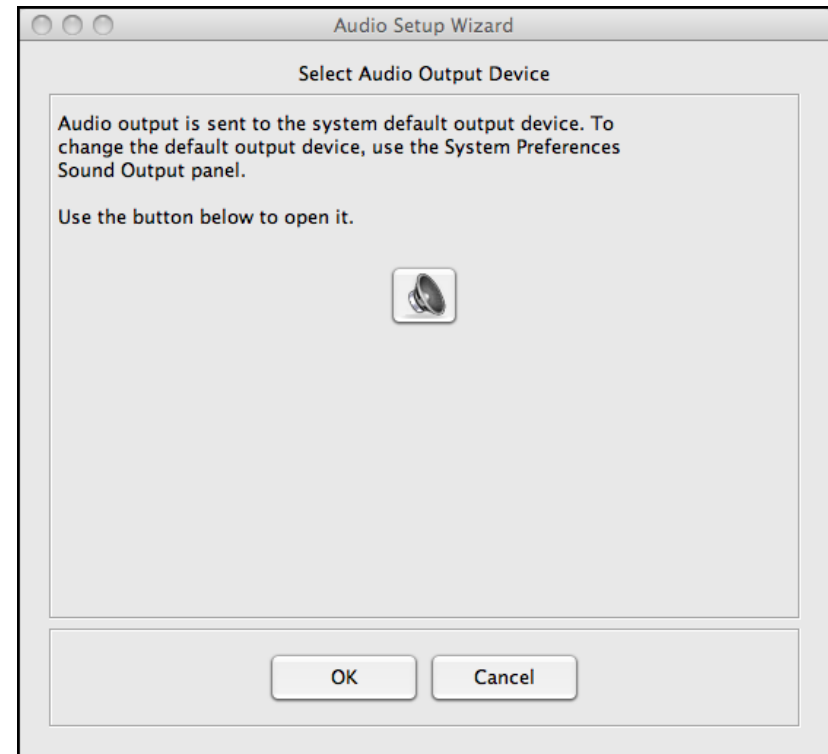 Audio Setup Wizard
Select Audio Output Device
Audio output is sent to the system default output device. To
change the default output device, use the System Preferences
Sound Output panel.
Use the button below to open it.
OK
Cancel